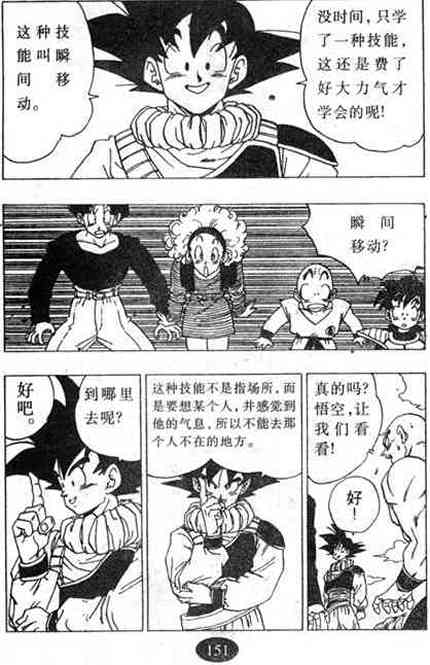 没时间，只学
了一种技能，
这还是费了
好大力气才
学会的呢！
这种技
能叫瞬
间移
动。
瞬间
移动？
真的吗？
悟空，让
我们看
看！
好！
这种技能不是指场所，而
是要想某个人，并感觉到
他的气息，所以不能去那
个人不在的地方。
到哪里
去呢？
好吧。
151